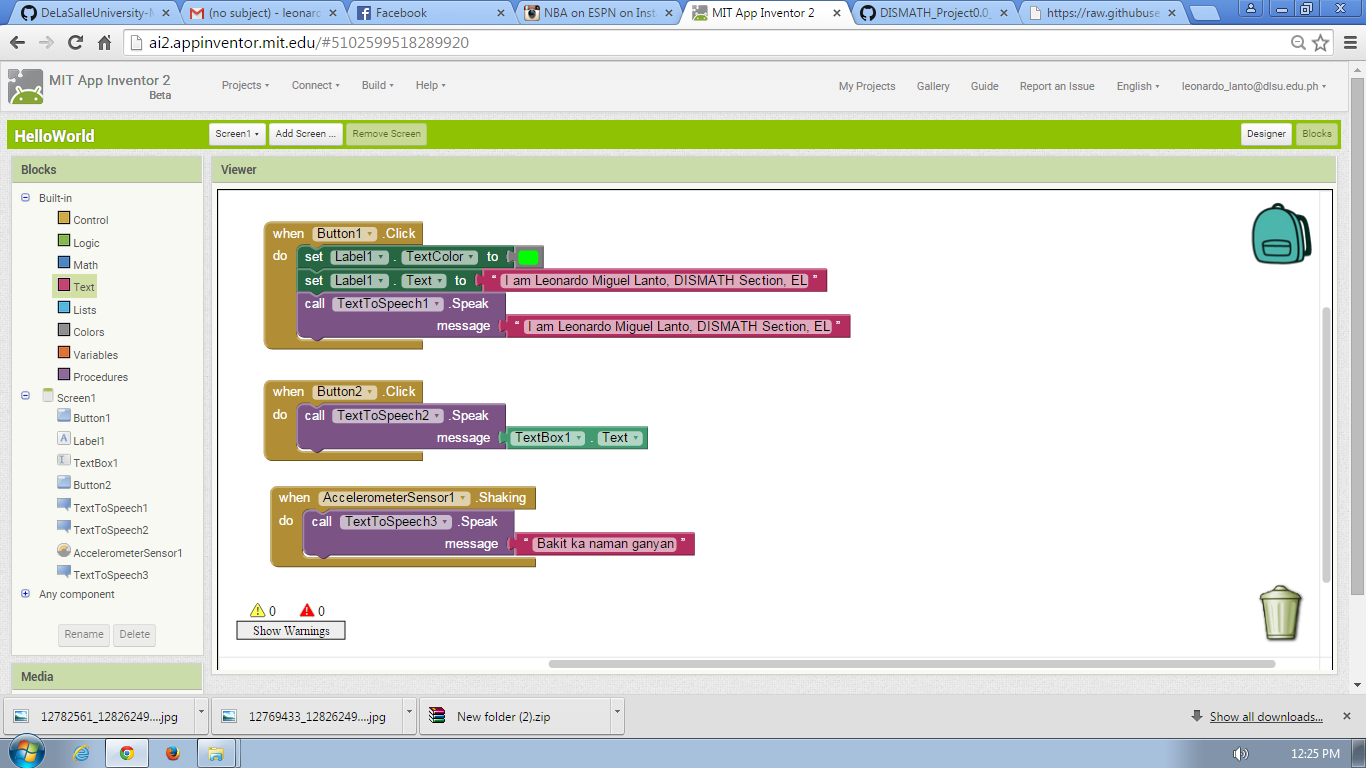 DeLaSalleUniversity-M
(no subject) - leonard
Facebook
NBA on ESPN on Inst
MIT App Inventor 2
DISMATH_Project0.0
https://raw.githubuse
ai2.appinventor.mit.edu/#5102599518289920
MIT App Inventor 2
Beta
Projects
Connect
Build
Help
My Projects
Gallery
Guide
Report an Issue
English
leonardo_lanto@dlsu.edu.ph
HelloWorld
Screen1
Add Screen ...
Remove Screen
Designer
Blocks
Blocks
Built-in
Control
Logic
Math
Text
Lists
Colors
Variables
Procedures
Screen1
Button1
Label1
TextBox1
Button2
TextToSpeech1
TextToSpeech2
AccelerometerSensor1
TextToSpeech3
Any component
Rename
Delete
Media
Viewer
when Button1 .Click
do set Label1 . TextColor to
set Label1 . Text to “ I am Leonardo Miguel Lanto, DISMATH Section, EL ”
call TextToSpeech1 .Speak
message “ I am Leonardo Miguel Lanto, DISMATH Section, EL ”
when Button2 .Click
do call TextToSpeech2 .Speak
message TextBox1 . Text
when AccelerometerSensor1 .Shaking
do call TextToSpeech3 .Speak
message “ Bakit ka naman ganyan ”
0 0
Show Warnings
12782561_12826249....jpg
12769433_12826249....jpg
New folder (2).zip
Show all downloads...
12:25 PM